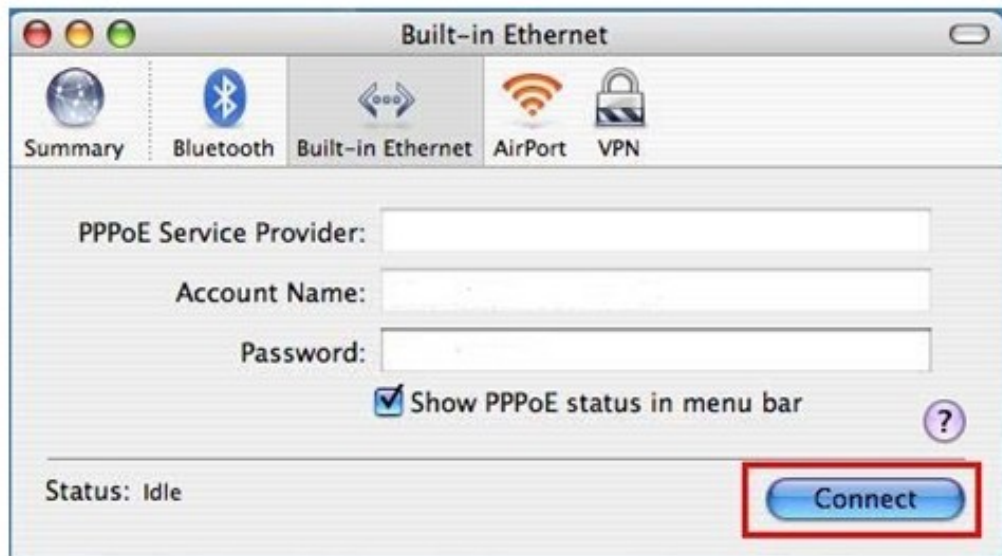 Built-in Ethernet
Summary
Bluetooth
Built-in Ethernet
AirPort
VPN
PPPoE Service Provider:
Account Name:
Password:
Show PPPoE status in menu bar
?
Status: Idle
Connect